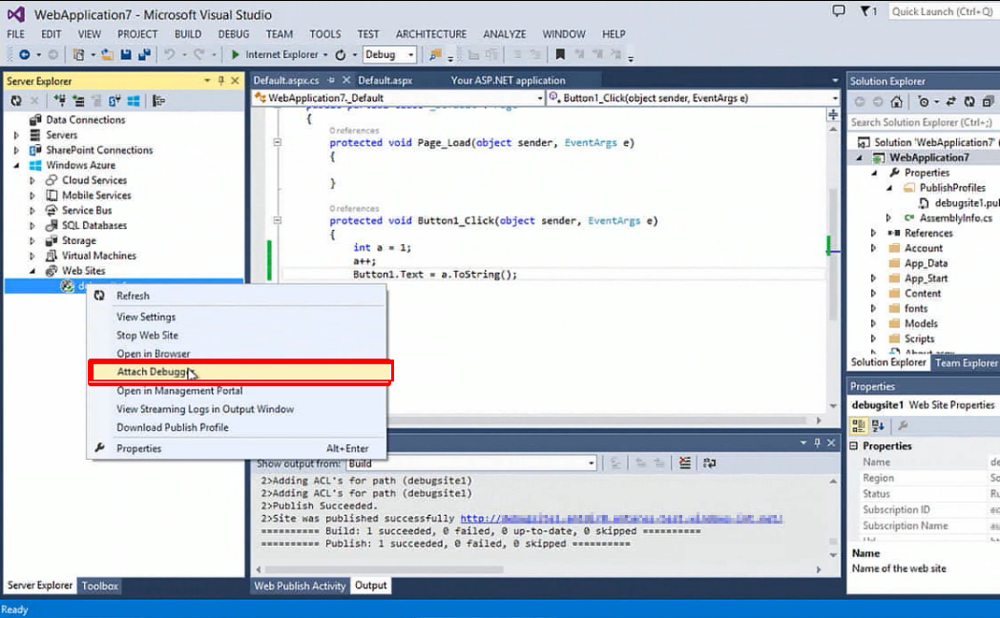 WebApplication7 - Microsoft Visual Studio
1
Quick Launch (Ctrl+Q)
FILE EDIT VIEW PROJECT BUILD DEBUG TEAM TOOLS TEST ARCHITECTURE ANALYZE WINDOW HELP
Internet Explorer
Debug
Server Explorer
Data Connections
Servers
SharePoint Connections
Windows Azure
Cloud Services
Mobile Services
Service Bus
SQL Databases
Storage
Virtual Machines
Web Sites
Refresh
View Settings
Stop Web Site
Open in Browser
Attach Debugger
Open in Management Portal
View Streaming Logs in Output Window
Download Publish Profile
Properties Alt+Enter
Server Explorer Toolbox
Default.aspx.cs Default.aspx Your ASP.NET application
WebApplication7._Default Button1_Click(object sender, EventArgs e)
{
0 references
protected void Page_Load(object sender, EventArgs e)
{
}
0 references
protected void Button1_Click(object sender, EventArgs e)
{
int a = 1;
a++;
Button1.Text = a.ToString();
Show output from: Build
2>Adding ACL's for path (debugsite1)
2>Adding ACL's for path (debugsite1)
2>Publish Succeeded.
2>Site was published successfully
========== Build: 1 succeeded, 0 failed, 0 up-to-date, 0 skipped ==========
========== Publish: 1 succeeded, 0 failed, 0 skipped ==========
Web Publish Activity Output
Solution Explorer
Search Solution Explorer (Ctrl+;)
Solution 'WebApplication7' (
WebApplication7
Properties
PublishProfiles
debugsite1.pu
AssemblyInfo.cs
References
Account
App_Data
App_Start
Content
fonts
Models
Scripts
About.aspx
Solution Explorer Team Explorer
Properties
debugsite1 Web Site Properties
Properties
Name de
Region So
Status Ru
Subscription ID
Subscription Name
Url
Name
Name of the web site
Ready